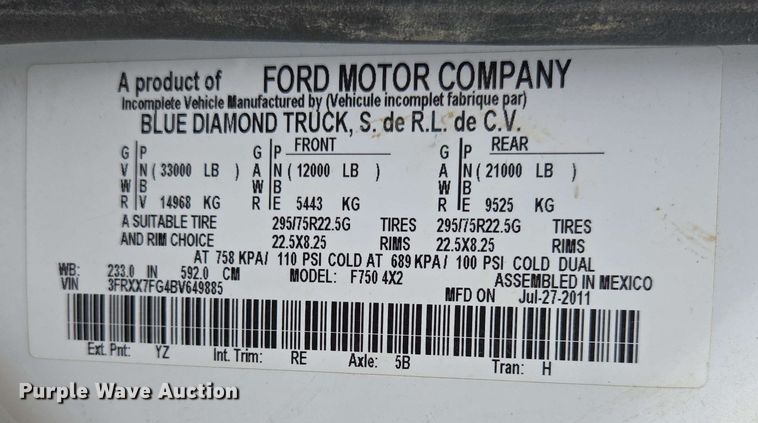 A product of FORD MOTOR COMPANY
Incomplete Vehicle Manufactured by (Vehicule incomplet fabrique par)
BLUE DIAMOND TRUCK, S. de R.L. de C.V.
FRONT REAR
G P G P G P
V N (33000 LB) A N (12000 LB) A N (21000 LB)
W B W B W B
R V 14968 KG R E 5443 KG R E 9525 KG
A SUITABLE TIRE 295/75R22.5G TIRES 295/75R22.5G TIRES
AND RIM CHOICE 22.5X8.25 RIMS 22.5X8.25 RIMS
AT 758 KPA/ 110 PSI COLD AT 689 KPA/ 100 PSI COLD DUAL
WB: 233.0 IN 592.0 CM MODEL: F750 4X2 ASSEMBLED IN MEXICO
VIN 3FRXX7FG4BV649885 MFD ON Jul-27-2011
Ext. Pnt: YZ Int. Trim: RE Axle: 5B Tran: H
Purple Wave Auction